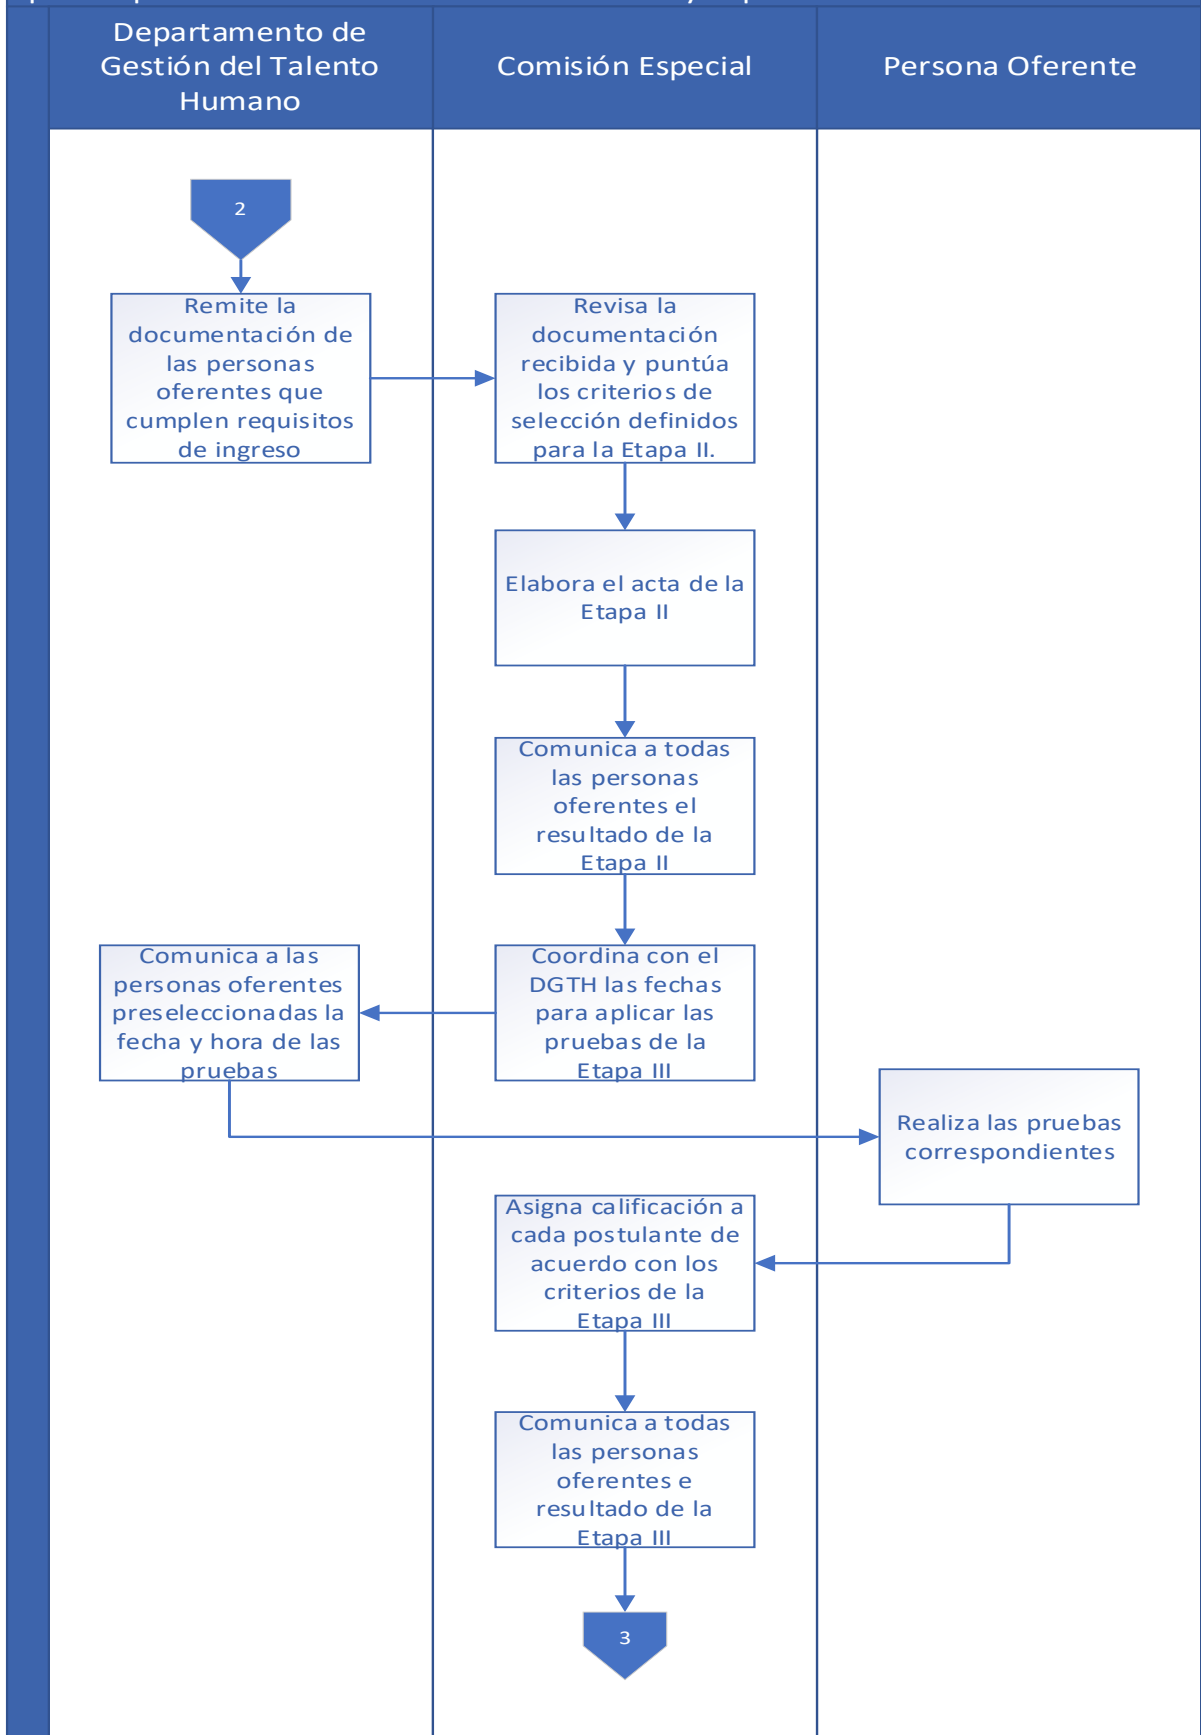 Departamento de
Gestión del Talento
Humano
Comisión Especial
Persona Oferente
2
Remite la
documentación de
las personas
oferentes que
cumplen requisitos
de ingreso
Revisa la
documentación
recibida y puntúa
los criterios de
selección definidos
para la Etapa II.
Elabora el acta de la
Etapa II
Comunica a todas
las personas
oferentes el
resultado de la
Etapa II
Coordina con el
DGTH las fechas
para aplicar las
pruebas de la
Etapa III
Comunica a las
personas oferentes
preseleccionadas la
fecha y hora de las
pruebas
Realiza las pruebas
correspondientes
Asigna calificación a
cada postulante de
acuerdo con los
criterios de la
Etapa III
Comunica a todas
las personas
oferentes e
resultado de la
Etapa III
3